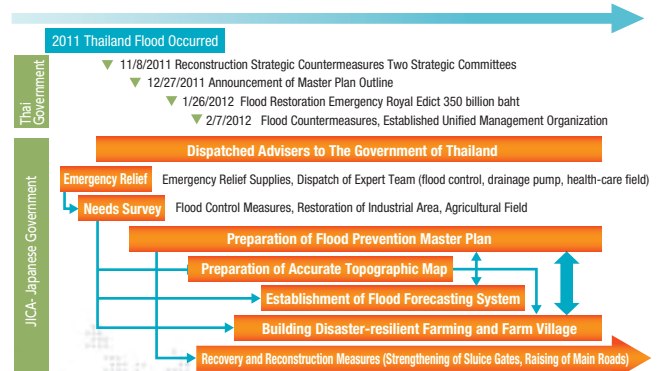 2011 Thailand Flood Occurred
Thai Government
11/8/2011 Reconstruction Strategic Countermeasures Two Strategic Committees
12/27/2011 Announcement of Master Plan Outline
1/26/2012 Flood Restoration Emergency Royal Edict 350 billion baht
2/7/2012 Flood Countermeasures, Established Unified Management Organization
JICA- Japanese Government
Dispatched Advisers to The Government of Thailand
Emergency Relief Emergency Relief Supplies, Dispatch of Expert Team (flood control, drainage pump, health-care field)
Needs Survey Flood Control Measures, Restoration of Industrial Area, Agricultural Field
Preparation of Flood Prevention Master Plan
Preparation of Accurate Topographic Map
Establishment of Flood Forecasting System
Building Disaster-resilient Farming and Farm Village
Recovery and Reconstruction Measures (Strengthening of Sluice Gates, Raising of Main Roads)